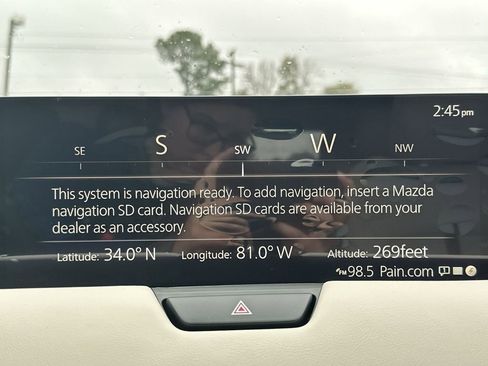 2:45pm
SE S SW W NW
This system is navigation ready. To add navigation, insert a Mazda
navigation SD card. Navigation SD cards are available from your
dealer as an accessory.
Latitude: 34.0° N Longitude: 81.0° W Altitude: 269feet
FM 98.5 Pain.com